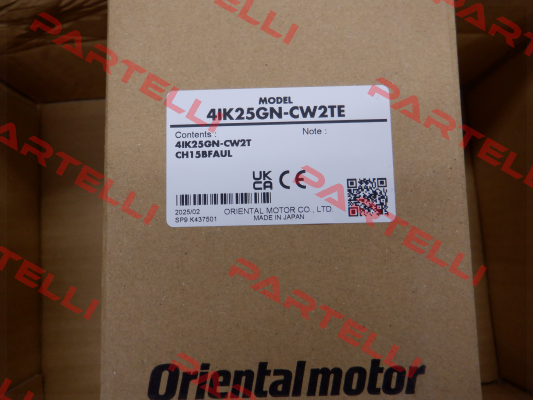 MODEL
4IK25GN-CW2TE
Contents : Note :
4IK25GN-CW2T
CH15BFAUL
UK CA CE
2025/02 ORIENTAL MOTOR CO., LTD.
SP9 K437501 MADE IN JAPAN
Orientalmotor
PARTELLI
PARTELLI
PARTELLI
PARTELLI
PARTELLI